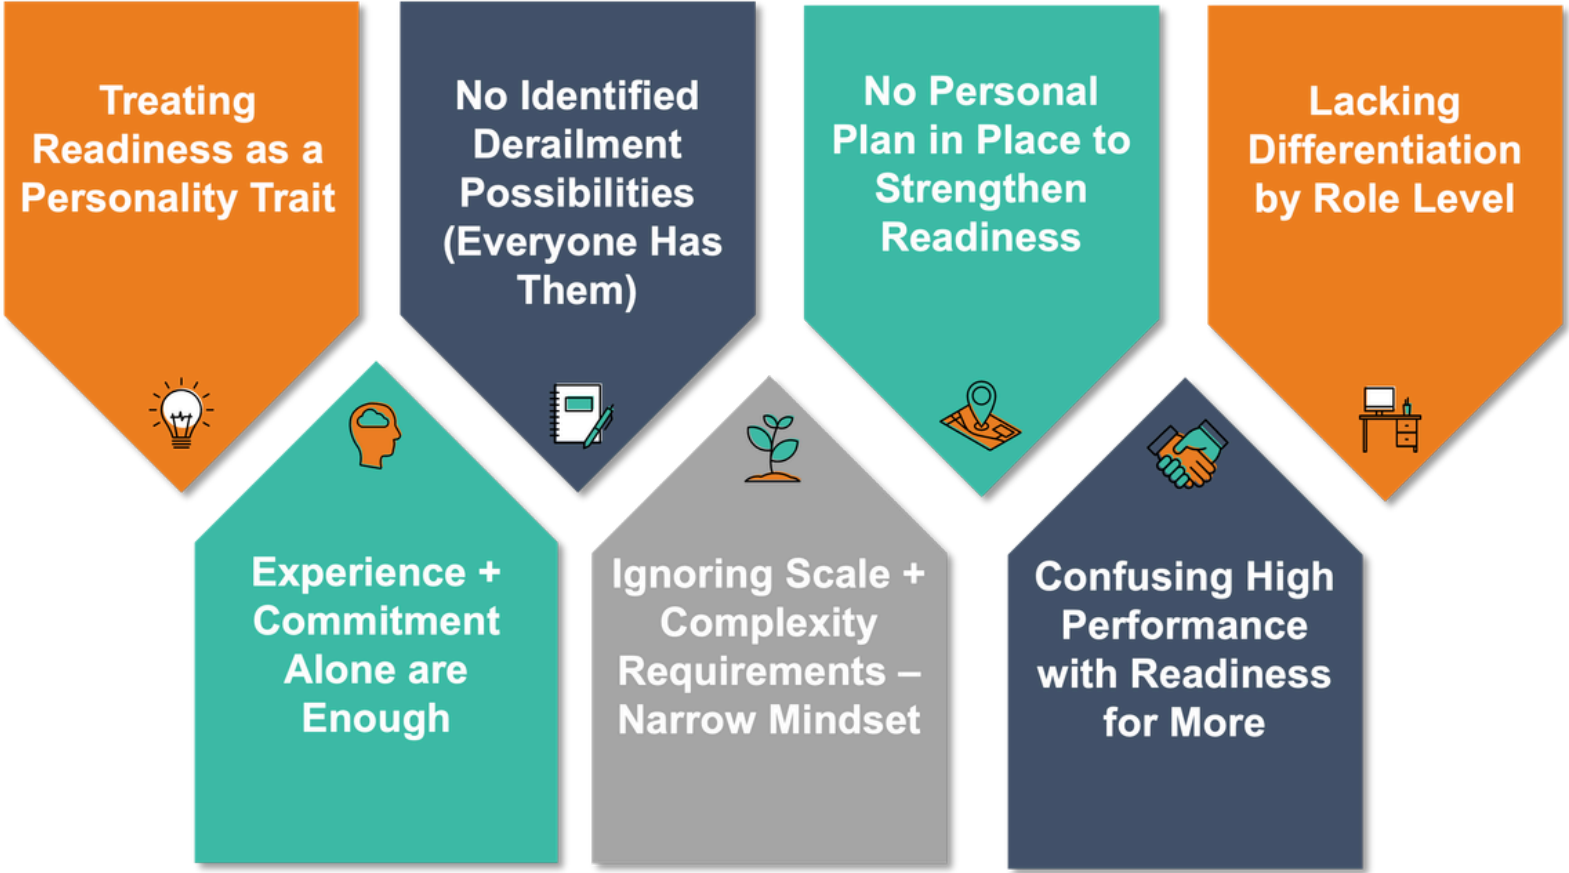 Treating
Readiness as a
Personality Trait
No Identified
Derailment
Possibilities
(Everyone Has
Them)
No Personal
Plan in Place to
Strengthen
Readiness
Lacking
Differentiation
by Role Level
Experience +
Commitment
Alone are
Enough
Ignoring Scale +
Complexity
Requirements –
Narrow Mindset
Confusing High
Performance
with Readiness
for More